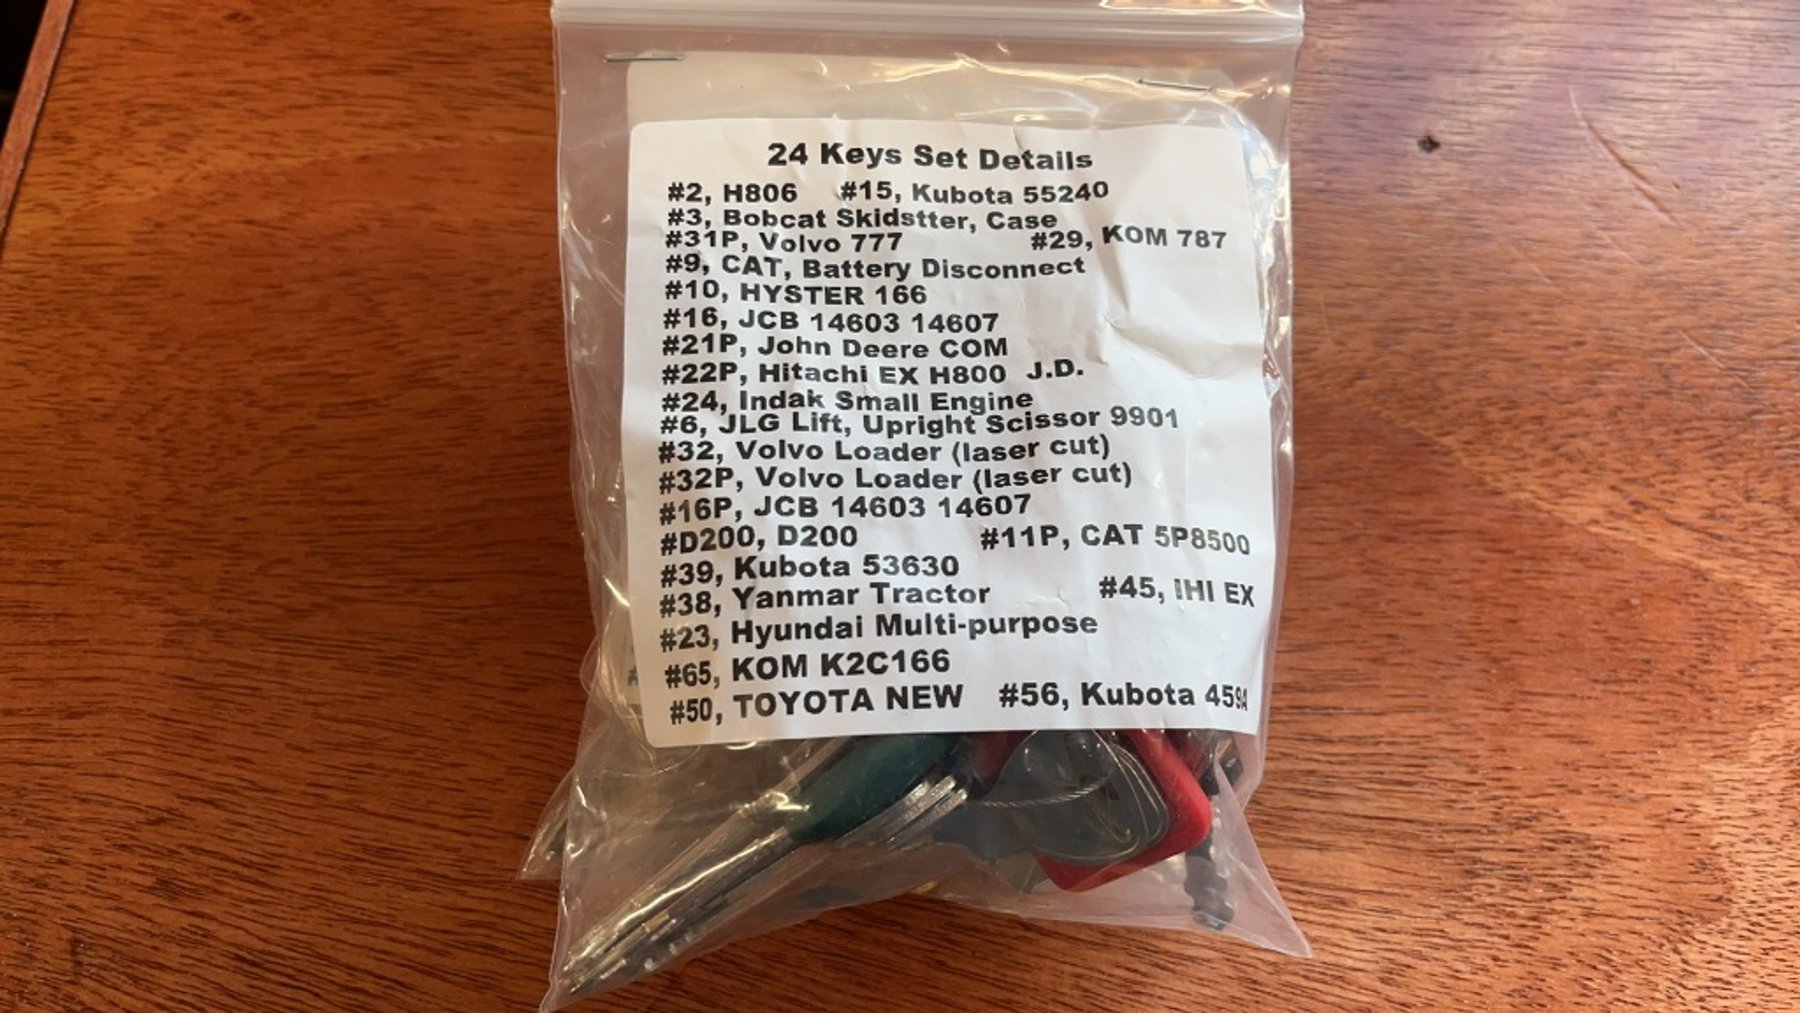 24 Keys Set Details
#2, H806 #15, Kubota 55240
#3, Bobcat Skidstter, Case
#31P, Volvo 777 #29, KOM 787
#9, CAT, Battery Disconnect
#10, HYSTER 166
#16, JCB 14603 14607
#21P, John Deere COM
#22P, Hitachi EX H800 J.D.
#24, Indak Small Engine
#6, JLG Lift, Upright Scissor 9901
#32, Volvo Loader (laser cut)
#32P, Volvo Loader (laser cut)
#16P, JCB 14603 14607
#D200, D200 #11P, CAT 5P8500
#39, Kubota 53630
#38, Yanmar Tractor #45, IHI EX
#23, Hyundai Multi-purpose
#65, KOM K2C166
#50, TOYOTA NEW #56, Kubota 459A